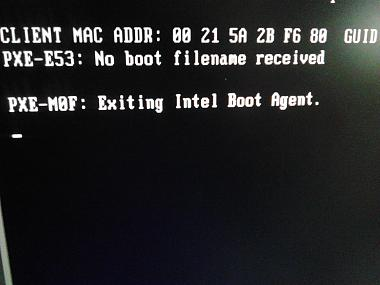 CLIENT MAC ADDR: 00 21 5A 2B F6 80 GUID
PXE-E53: No boot filename received
PXE-M0F: Exiting Intel Boot Agent.